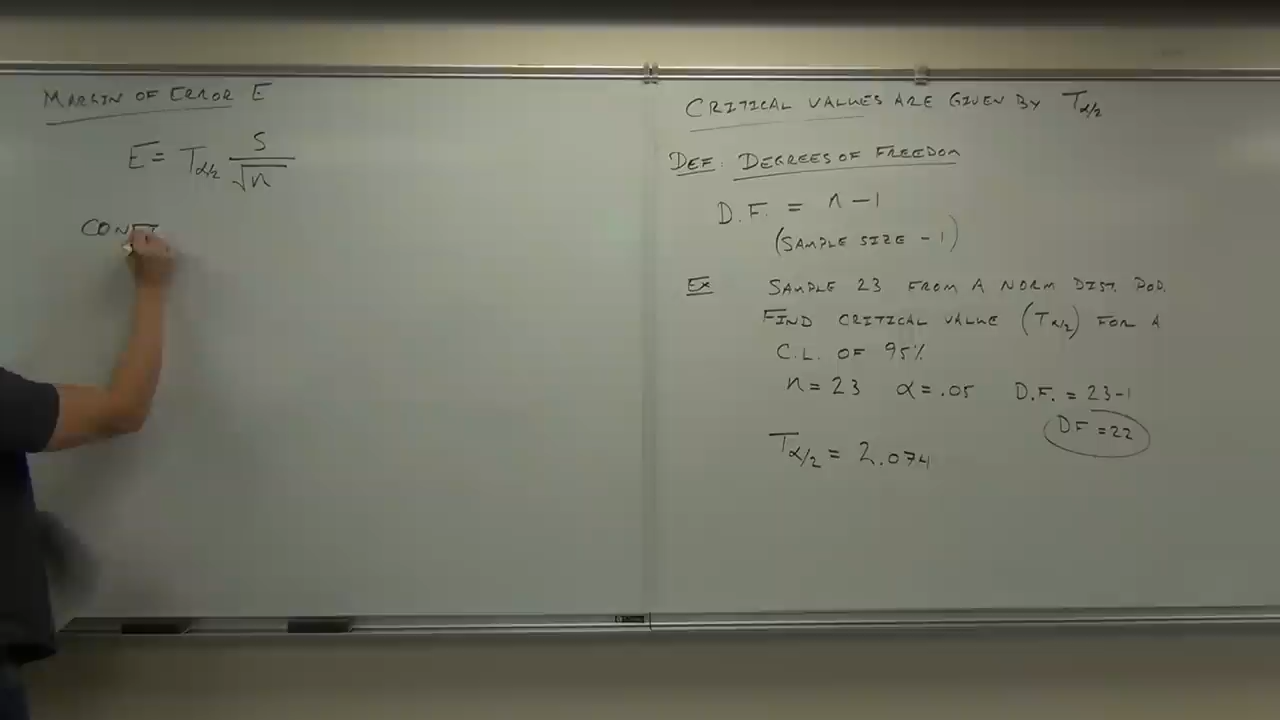 MARGIN OF ERROR E
E = Tα/2 S/√n
CONF
CRITICAL VALUES ARE GIVEN BY Tα/2
DEF: DEGREES OF FREEDOM
D.F. = n - 1
(SAMPLE SIZE - 1)
EX SAMPLE 23 FROM A NORM DIST. POP.
FIND CRITICAL VALUE (Tα/2) FOR A
C.L. OF 95%
n = 23 α = .05 D.F. = 23-1
DF = 22
Tα/2 = 2.074